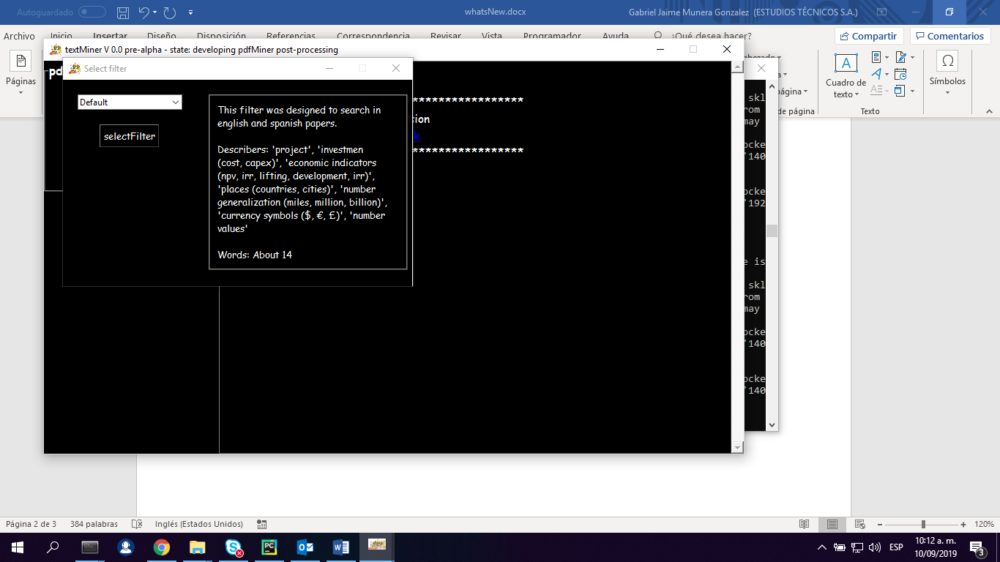 Autoguardado
whatsNew.docx
Gabriel Jaime Munera Gonzalez (ESTUDIOS TÉCNICOS S.A.)
Archivo Inicio Insertar Diseño Disposición Referencias Correspondencia Revisar Vista Programador Ayuda ¿Qué desea hacer?
Compartir
Comentarios
textMiner V 0.0 pre-alpha - state: developing pdfMiner post-processing
Select filter
Páginas
Default
selectFilter
This filter was designed to search in
english and spanish papers.
Describers: 'project', 'investmen
(cost, capex)', 'economic indicators
(npv, irr, lifting, development, irr)',
'places (countries, cities)', 'number
generalization (miles, million, billion)',
'currency symbols ($, €, £)', 'number
values'
Words: About 14
pd
*****************
sion
k
*****************
Cuadro de
texto
Símbolos
página
de página
Texto
skl
rom
may
ocke
'140
ocke
'192
e is
skl
rom
may
ocke
'140
ocke
'140
Página 2 de 3
384 palabras
Inglés (Estados Unidos)
120%
ESP
10:12 a. m.
10/09/2019
3